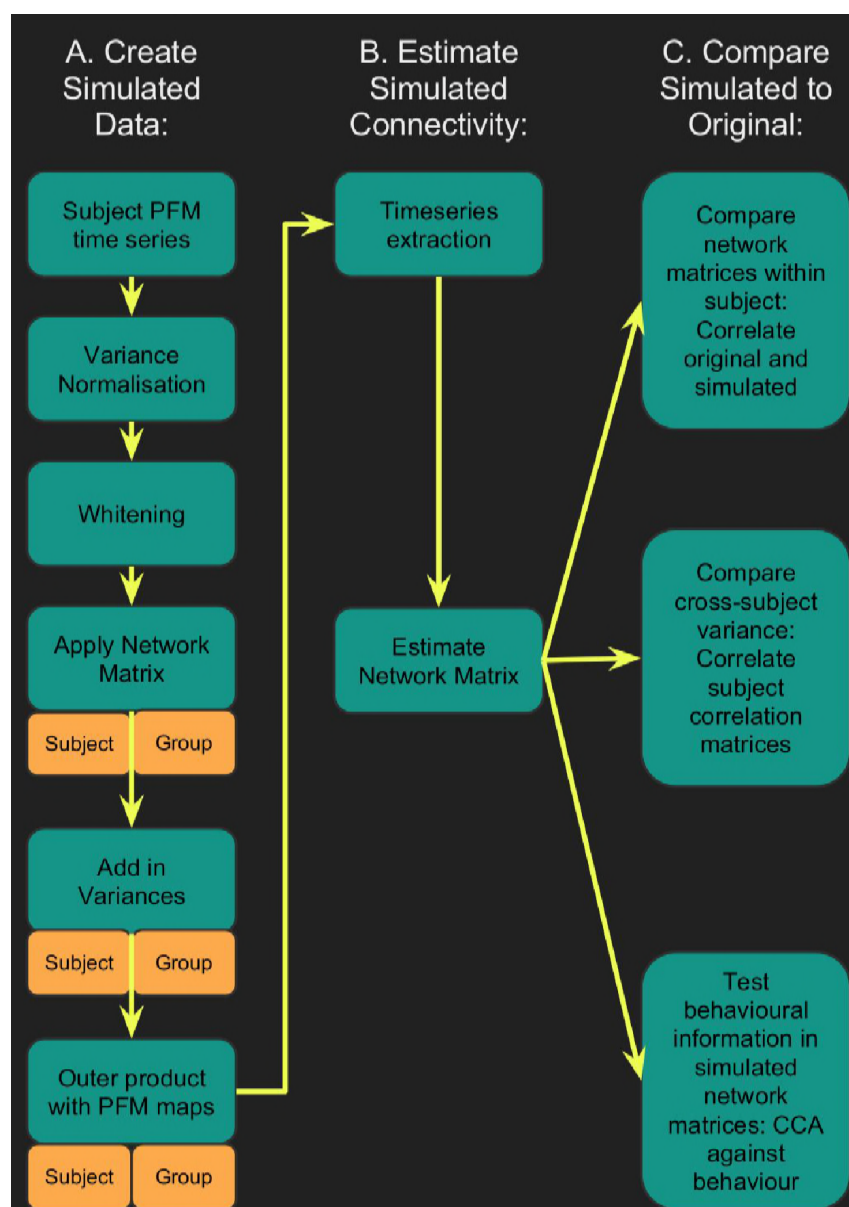 A. Create
Simulated
Data:
Subject PFM
time series
Variance
Normalisation
Whitening
Apply Network
Matrix
Subject
Group
Add in
Variances
Subject
Group
Outer product
with PFM maps
Subject
Group
B. Estimate
Simulated
Connectivity:
Timeseries
extraction
Estimate
Network Matrix
C. Compare
Simulated to
Original:
Compare
network
matrices within
subject:
Correlate
original and
simulated
Compare
cross-subject
variance:
Correlate
subject
correlation
matrices
Test
behavioural
information in
simulated
network
matrices: CCA
against
behaviour